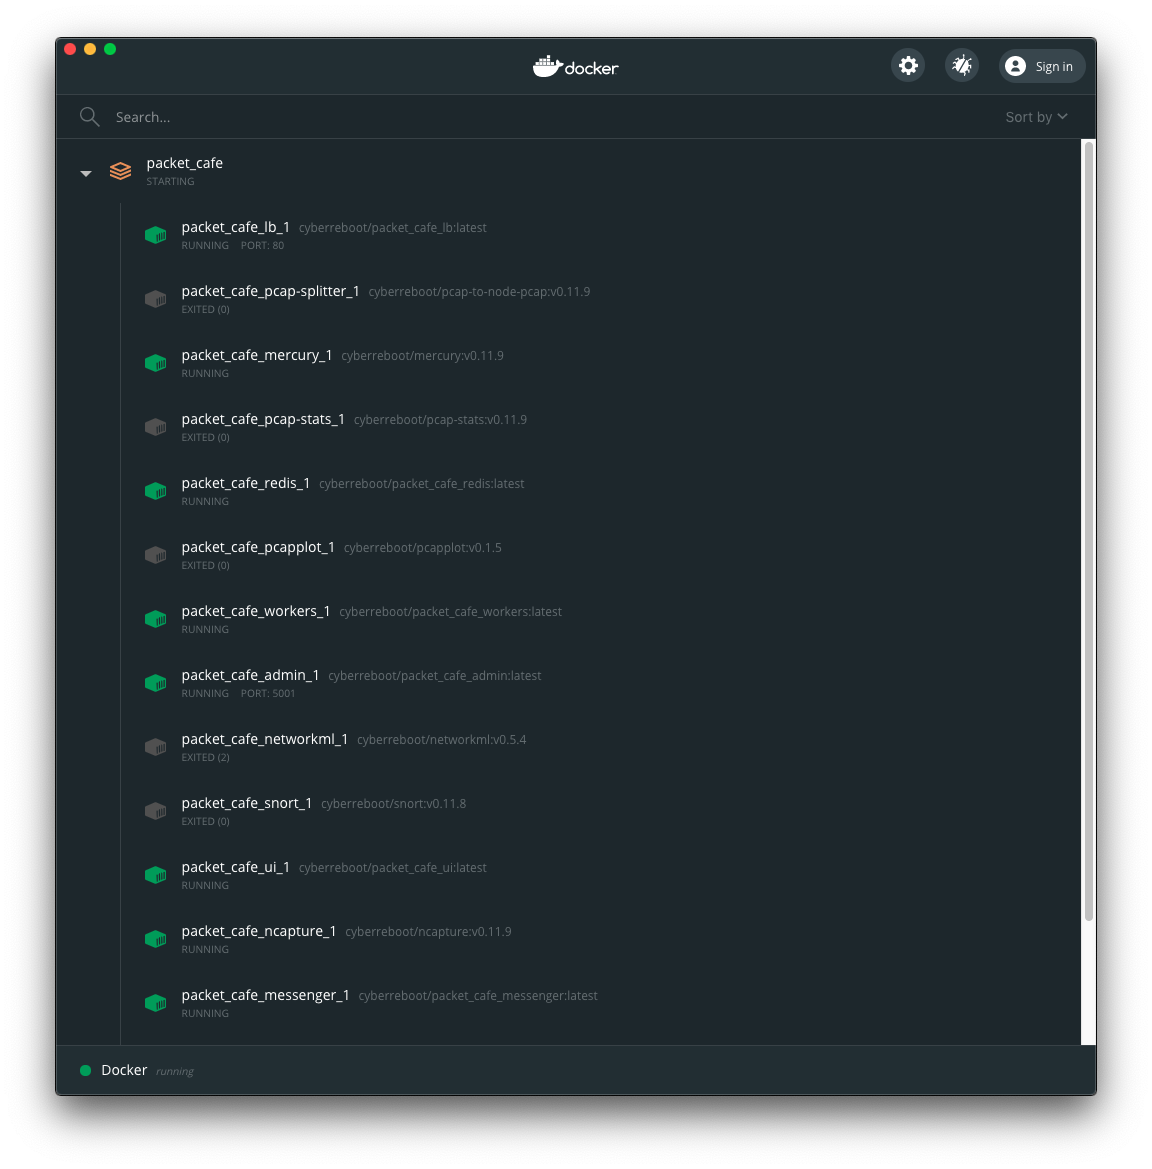 docker
Sign in
Search...
Sort by
packet_cafe
STARTING
packet_cafe_lb_1 cyberreboot/packet_cafe_lb:latest
RUNNING PORT: 80
packet_cafe_pcap-splitter_1 cyberreboot/pcap-to-node-pcap:v0.11.9
EXITED (0)
packet_cafe_mercury_1 cyberreboot/mercury:v0.11.9
RUNNING
packet_cafe_pcap-stats_1 cyberreboot/pcap-stats:v0.11.9
EXITED (0)
packet_cafe_redis_1 cyberreboot/packet_cafe_redis:latest
RUNNING
packet_cafe_pcapplot_1 cyberreboot/pcapplot:v0.1.5
EXITED (0)
packet_cafe_workers_1 cyberreboot/packet_cafe_workers:latest
RUNNING
packet_cafe_admin_1 cyberreboot/packet_cafe_admin:latest
RUNNING PORT: 5001
packet_cafe_networkml_1 cyberreboot/networkml:v0.5.4
EXITED (2)
packet_cafe_snort_1 cyberreboot/snort:v0.11.8
EXITED (0)
packet_cafe_ui_1 cyberreboot/packet_cafe_ui:latest
RUNNING
packet_cafe_ncapture_1 cyberreboot/ncapture:v0.11.9
RUNNING
packet_cafe_messenger_1 cyberreboot/packet_cafe_messenger:latest
RUNNING
Docker running